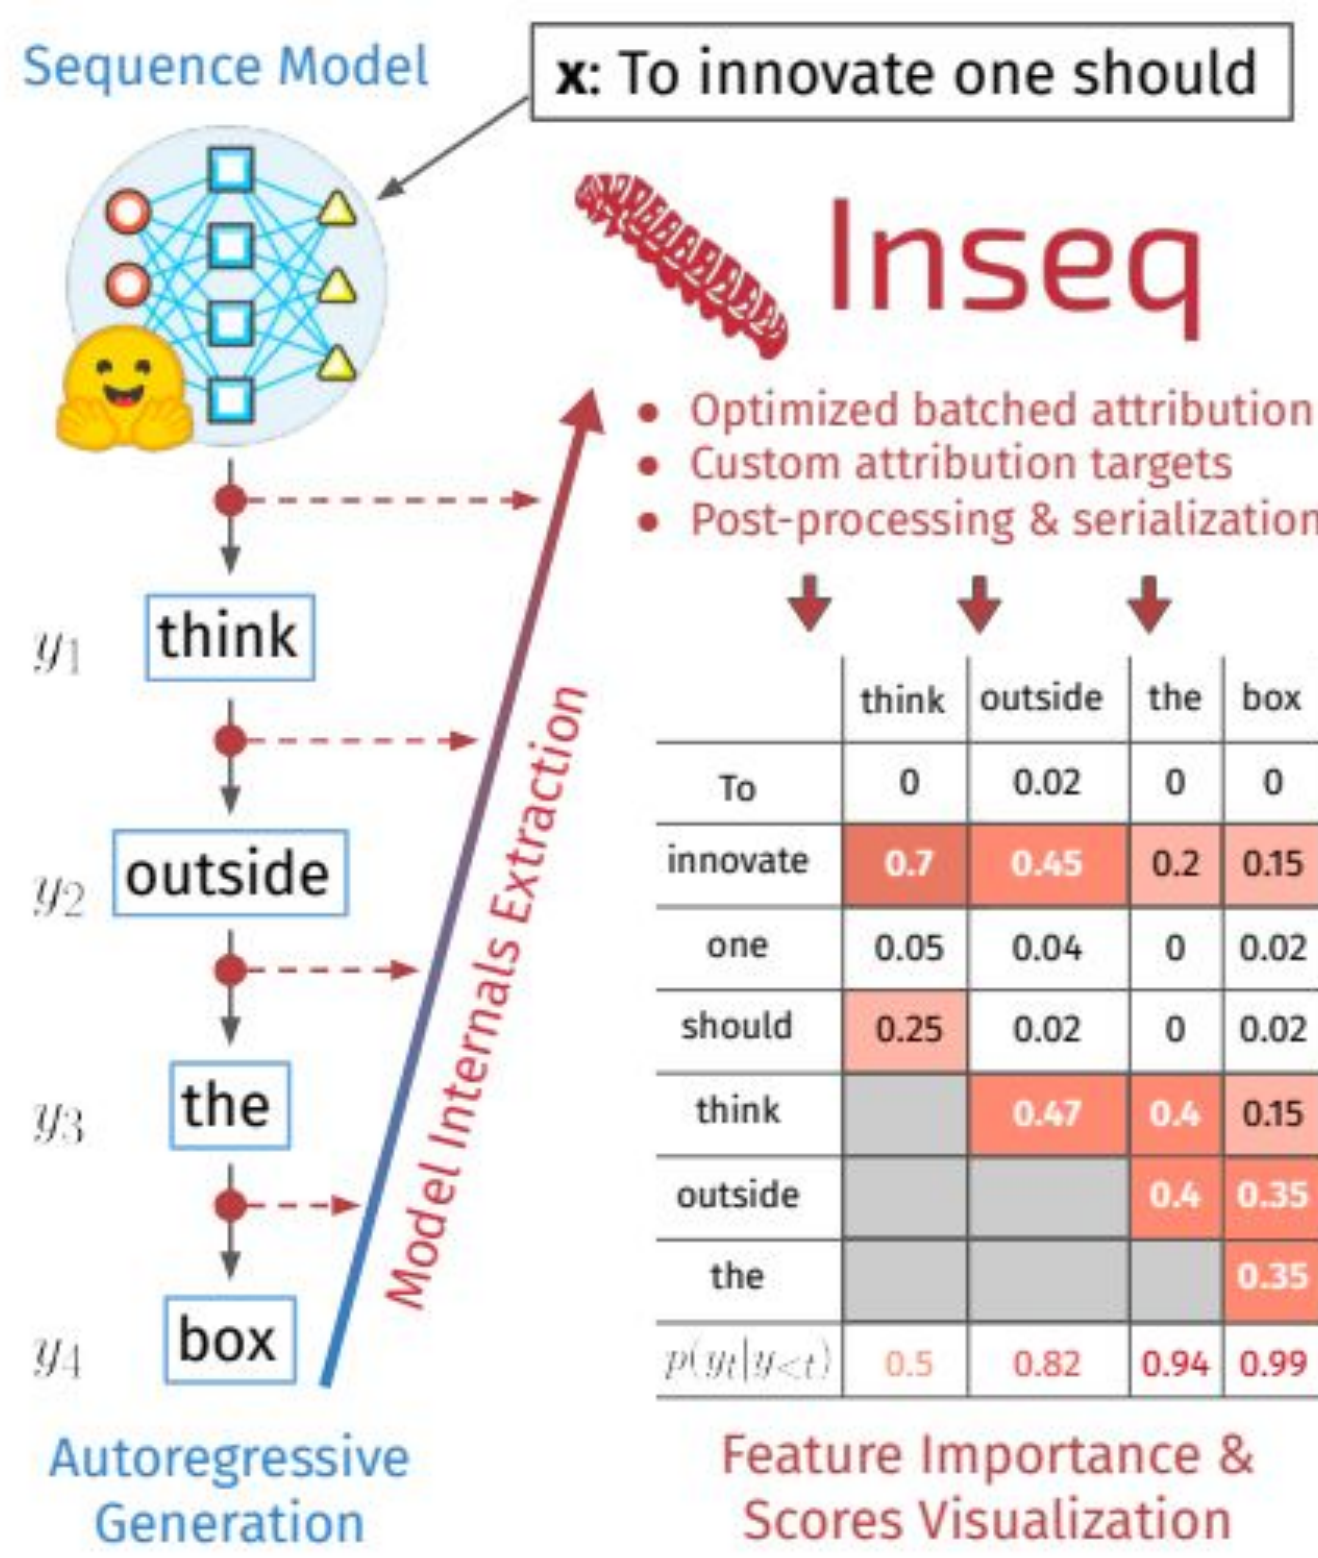 Sequence Model
x: To innovate one should
Inseq
• Optimized batched attribution
• Custom attribution targets
• Post-processing & serialization
y₁ think
y₂ outside
y₃ the
y₄ box
Model Internals Extraction
Autoregressive
Generation
think outside the box
To 0 0.02 0 0
innovate 0.7 0.45 0.2 0.15
one 0.05 0.04 0 0.02
should 0.25 0.02 0 0.02
think 0.47 0.4 0.15
outside 0.4 0.35
the 0.35
p(yₜ|y<ₜ) 0.5 0.82 0.94 0.99
Feature Importance &
Scores Visualization